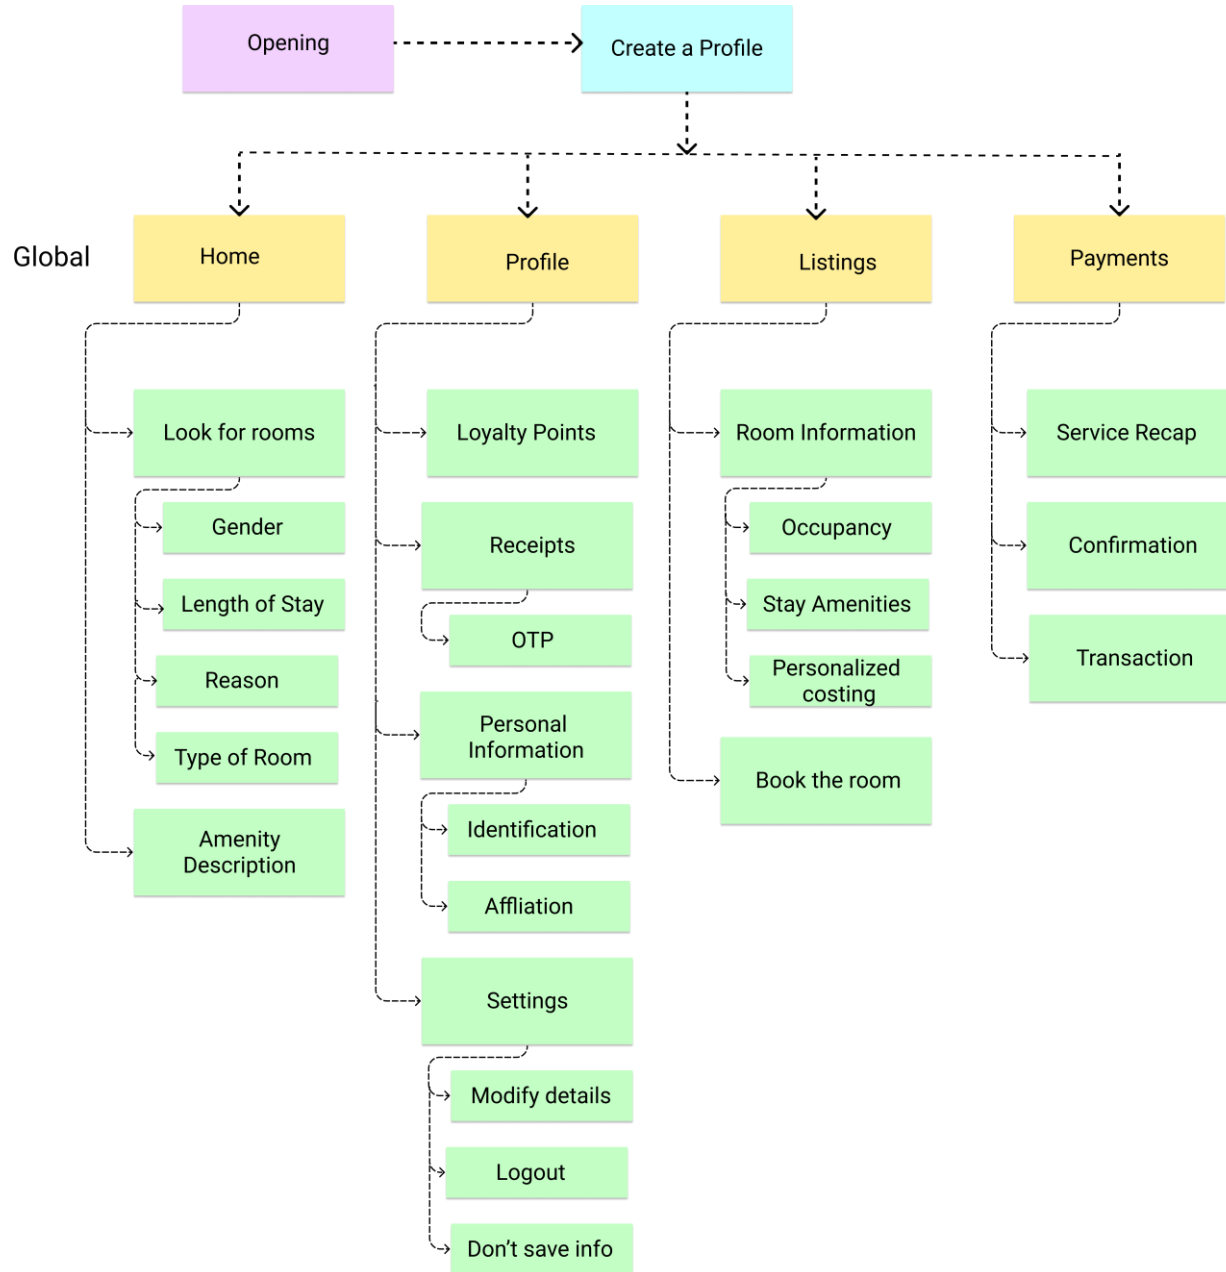 Opening
Create a Profile
Global
Home
Profile
Listings
Payments
Look for rooms
Gender
Length of Stay
Reason
Type of Room
Amenity
Description
Loyalty Points
Receipts
OTP
Personal
Information
Identification
Affliation
Settings
Modify details
Logout
Don’t save info
Room Information
Occupancy
Stay Amenities
Personalized
costing
Book the room
Service Recap
Confirmation
Transaction